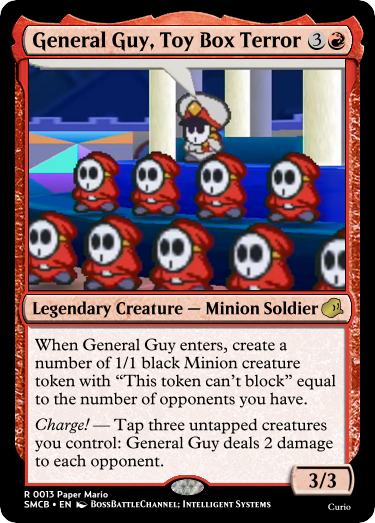 General Guy, Toy Box Terror 3
Legendary Creature — Minion Soldier
When General Guy enters, create a
number of 1/1 black Minion creature
token with “This token can’t block” equal
to the number of opponents you have.
Charge! — Tap three untapped creatures
you control: General Guy deals 2 damage
to each opponent.
3/3
R 0013 Paper Mario
SMCB • EN BossBattleChannel; Intelligent Systems
Curio